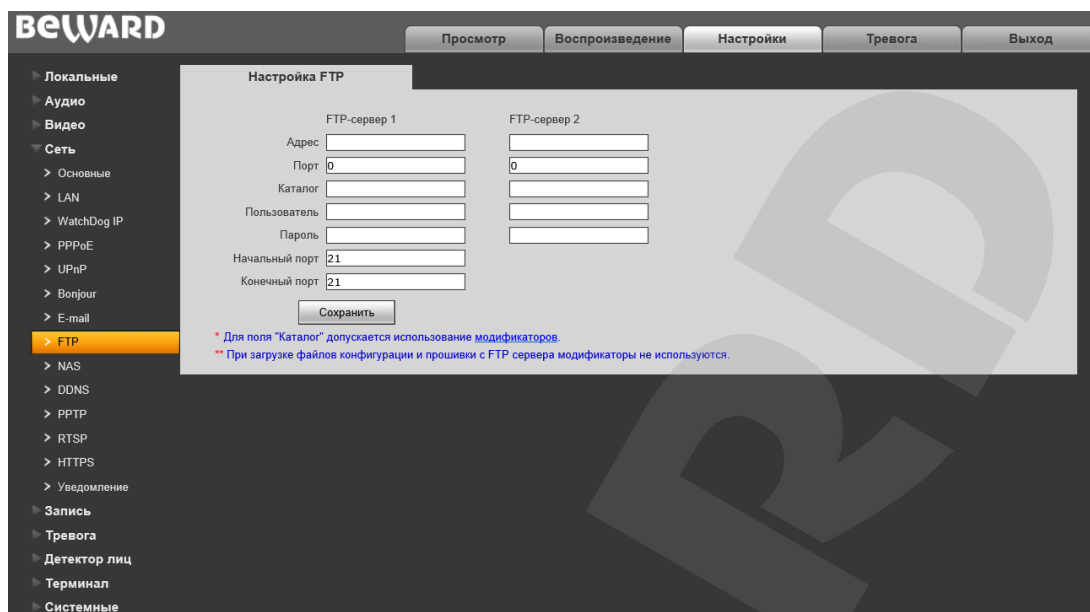 BEWARD
Просмотр
Воспроизведение
Настройки
Тревога
Выход
Локальные
Аудио
Видео
Сеть
Основные
LAN
WatchDog IP
PPPoE
UPnP
Bonjour
E-mail
FTP
NAS
DDNS
PPTP
RTSP
HTTPS
Уведомление
Запись
Тревога
Детектор лиц
Терминал
Системные
Настройка FTP
FTP-сервер 1 FTP-сервер 2
Адрес
Порт 0 0
Каталог
Пользователь
Пароль
Начальный порт 21
Конечный порт 21
Сохранить
* Для поля "Каталог" допускается использование модификаторов.
** При загрузке файлов конфигурации и прошивки с FTP сервера модификаторы не используются.
RD